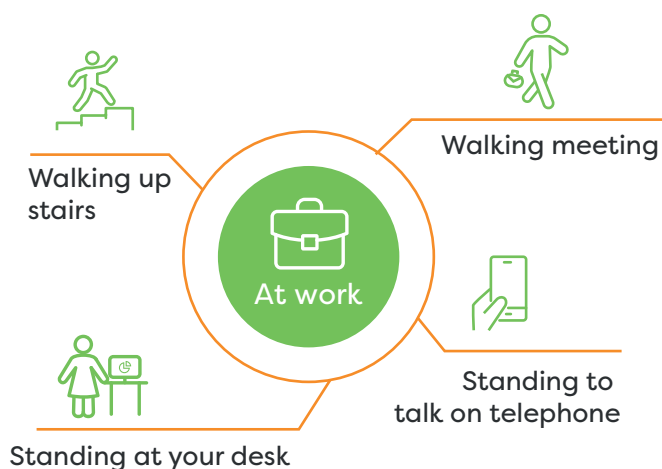 Walking up
stairs
Walking meeting
At work
Standing to
talk on telephone
Standing at your desk